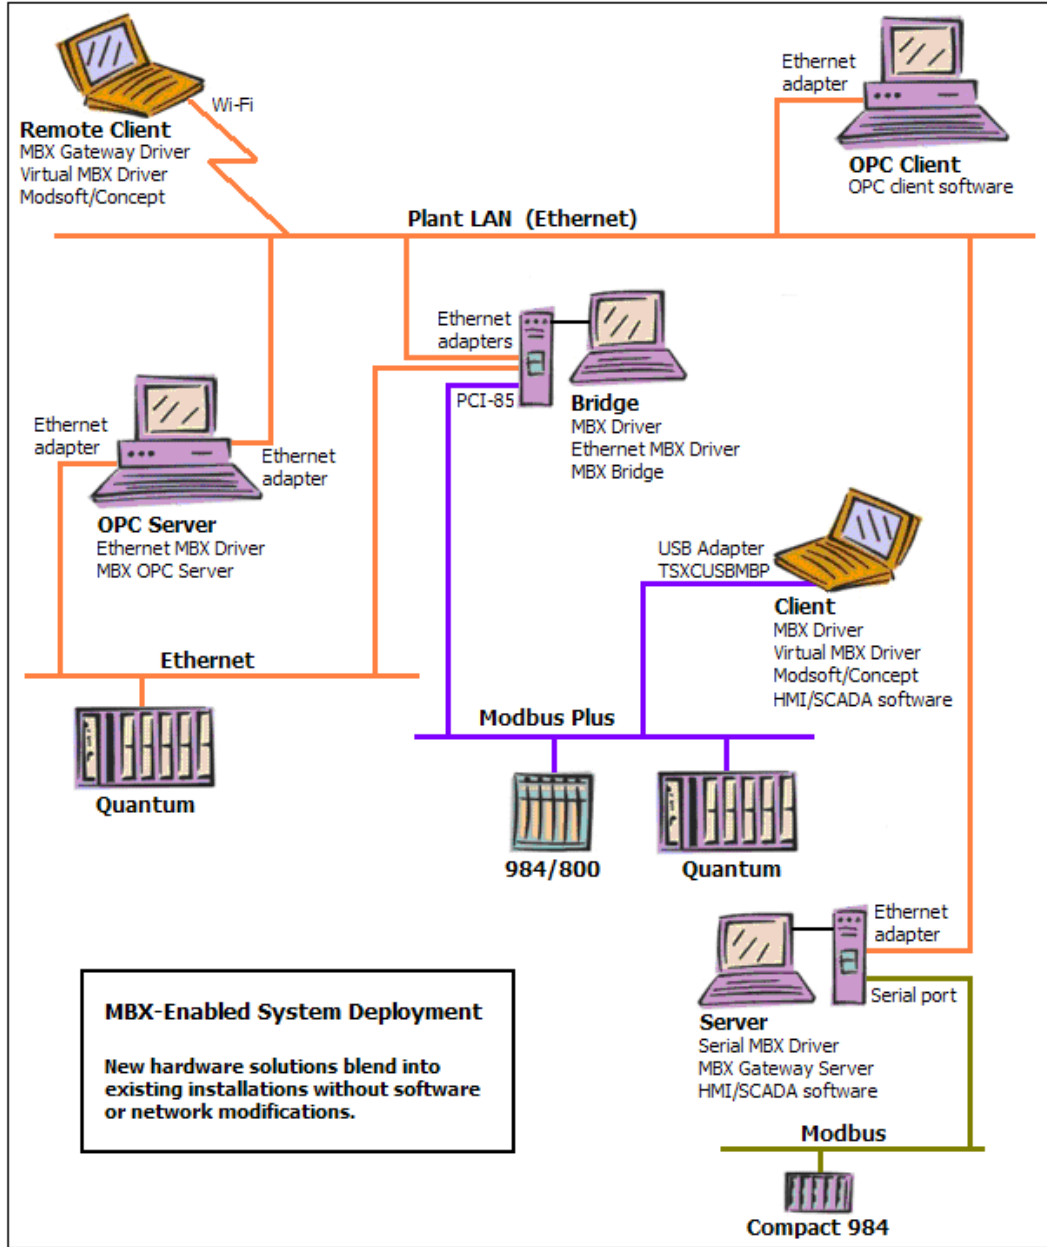 Wi-Fi
Remote Client
MBX Gateway Driver
Virtual MBX Driver
Modsoft/Concept
Ethernet
adapter
OPC Client
OPC client software
Plant LAN (Ethernet)
Ethernet
adapters
PCI-85
Bridge
MBX Driver
Ethernet MBX Driver
MBX Bridge
Ethernet
adapter
Ethernet
adapter
OPC Server
Ethernet MBX Driver
MBX OPC Server
USB Adapter
TSXCUSBMBP
Client
MBX Driver
Virtual MBX Driver
Modsoft/Concept
HMI/SCADA software
Ethernet
Quantum
Modbus Plus
984/800
Quantum
Ethernet
adapter
Serial port
Server
Serial MBX Driver
MBX Gateway Server
HMI/SCADA software
Modbus
Compact 984
MBX-Enabled System Deployment
New hardware solutions blend into
existing installations without software
or network modifications.